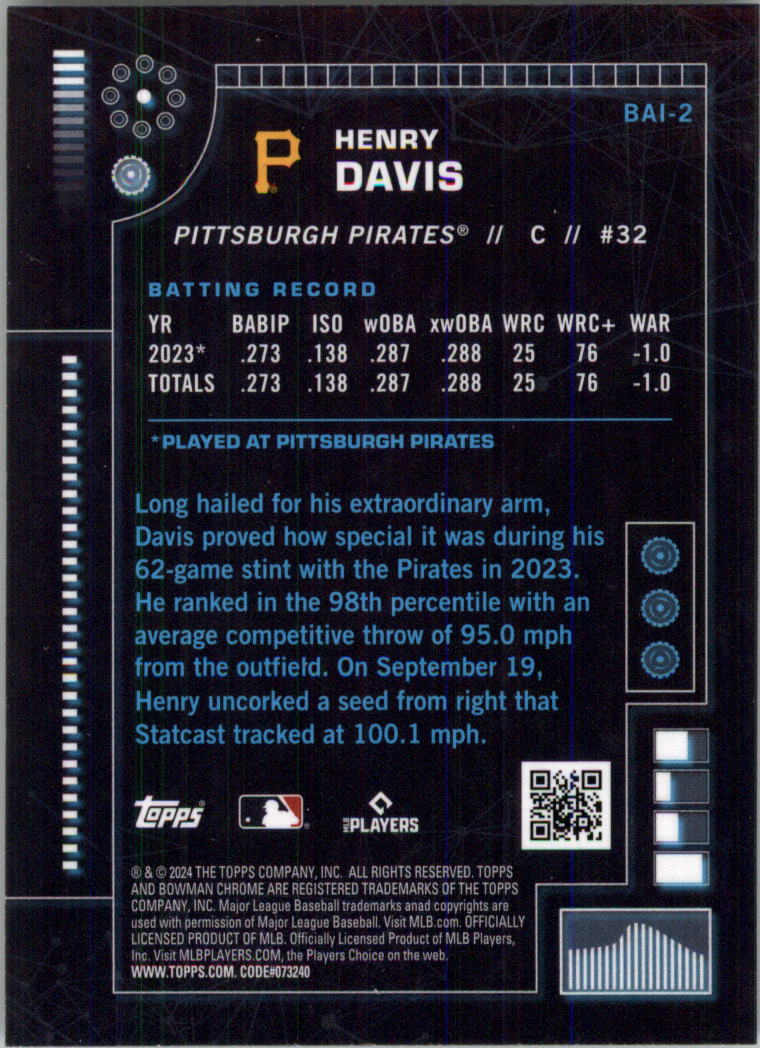 BAI-2
P
HENRY
DAVIS
PITTSBURGH PIRATES® // C // #32
BATTING RECORD
YR BABIP ISO wOBA xwOBA WRC WRC+ WAR
2023* .273 .138 .287 .288 25 76 -1.0
TOTALS .273 .138 .287 .288 25 76 -1.0
*PLAYED AT PITTSBURGH PIRATES
Long hailed for his extraordinary arm,
Davis proved how special it was during his
62-game stint with the Pirates in 2023.
He ranked in the 98th percentile with an
average competitive throw of 95.0 mph
from the outfield. On September 19,
Henry uncorked a seed from right that
Statcast tracked at 100.1 mph.
TOPPS® ® MLB PLAYERS
® & © 2024 THE TOPPS COMPANY, INC. ALL RIGHTS RESERVED. TOPPS
AND BOWMAN CHROME ARE REGISTERED TRADEMARKS OF THE TOPPS
COMPANY, INC. Major League Baseball trademarks anad copyrights are
used with permission of Major League Baseball. Visit MLB.com. OFFICIALLY
LICENSED PRODUCT OF MLB. Officially Licensed Product of MLB Players,
Inc. Visit MLBPLAYERS.COM, the Players Choice on the web.
WWW.TOPPS.COM. CODE#073240